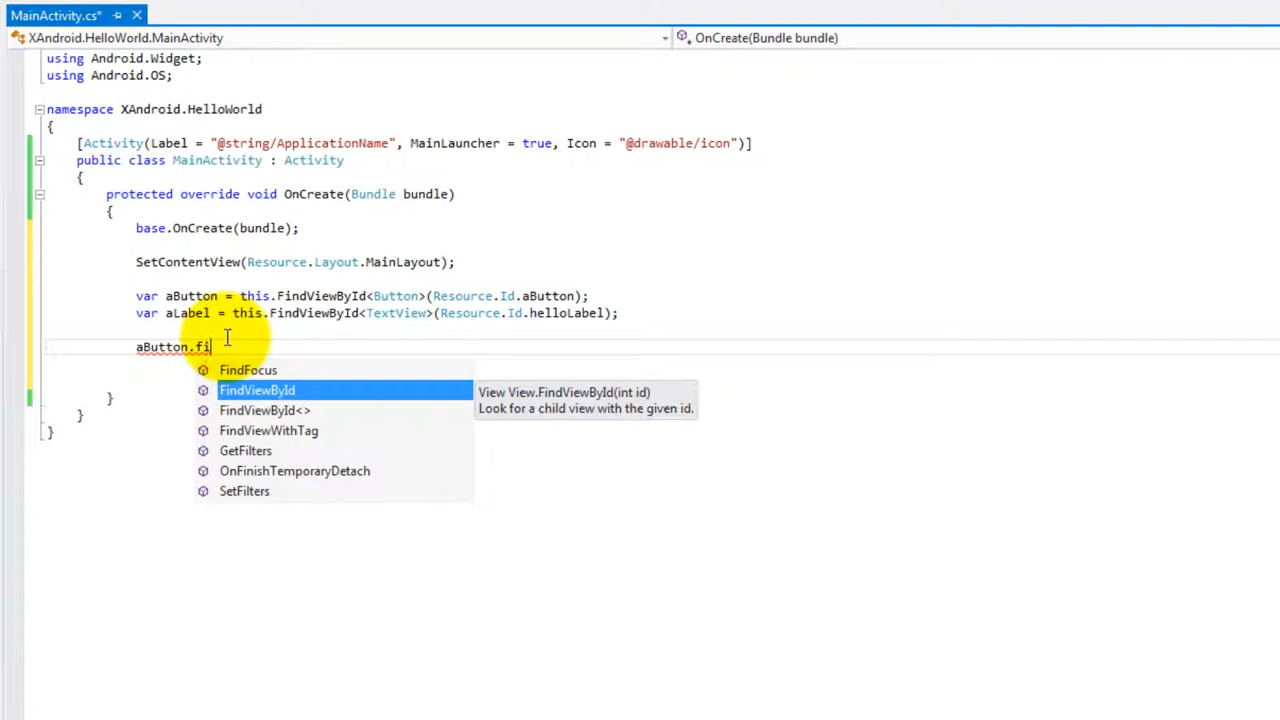 MainActivity.cs*
XAndroid.HelloWorld.MainActivity
OnCreate(Bundle bundle)
using Android.Widget;
using Android.OS;
namespace XAndroid.HelloWorld
{
[Activity(Label = "@string/ApplicationName", MainLauncher = true, Icon = "@drawable/icon")]
public class MainActivity : Activity
{
protected override void OnCreate(Bundle bundle)
{
base.OnCreate(bundle);
SetContentView(Resource.Layout.MainLayout);
var aButton = this.FindViewById<Button>(Resource.Id.aButton);
var aLabel = this.FindViewById<TextView>(Resource.Id.helloLabel);
aButton.fi
FindFocus
FindViewById
FindViewById<>
FindViewWithTag
GetFilters
OnFinishTemporaryDetach
SetFilters
View View.FindViewById(int id)
Look for a child view with the given id.
}
}
}